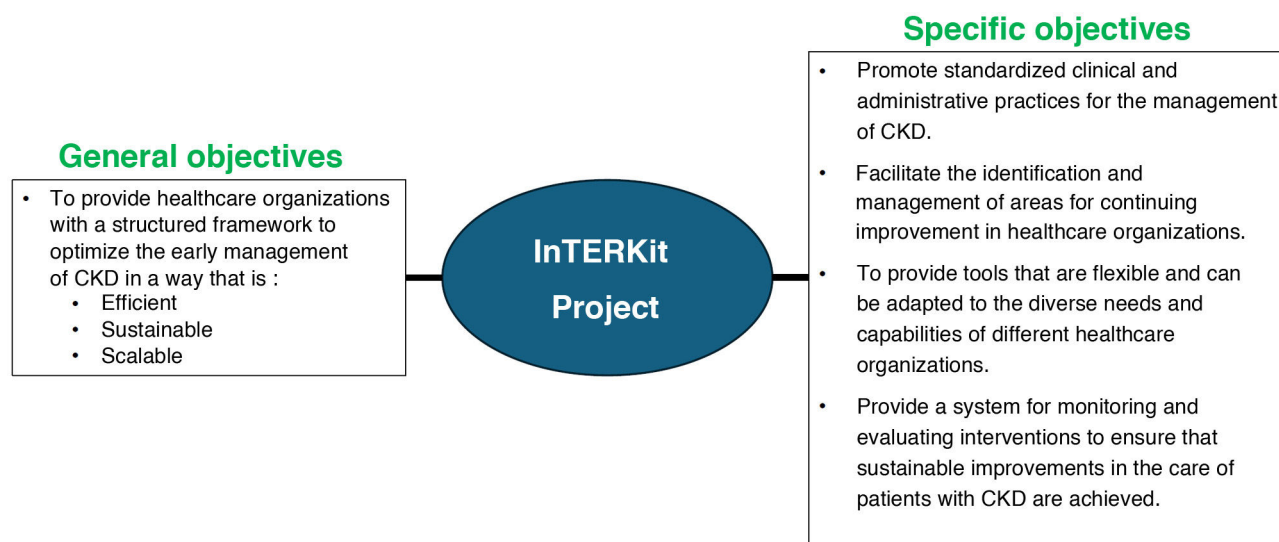 General objectives
• To provide healthcare organizations
with a structured framework to
optimize the early management
of CKD in a way that is :
• Efficient
• Sustainable
• Scalable
InTERKit
Project
Specific objectives
• Promote standardized clinical and
administrative practices for the management
of CKD.
• Facilitate the identification and
management of areas for continuing
improvement in healthcare organizations.
• To provide tools that are flexible and can
be adapted to the diverse needs and
capabilities of different healthcare
organizations.
• Provide a system for monitoring and
evaluating interventions to ensure that
sustainable improvements in the care of
patients with CKD are achieved.